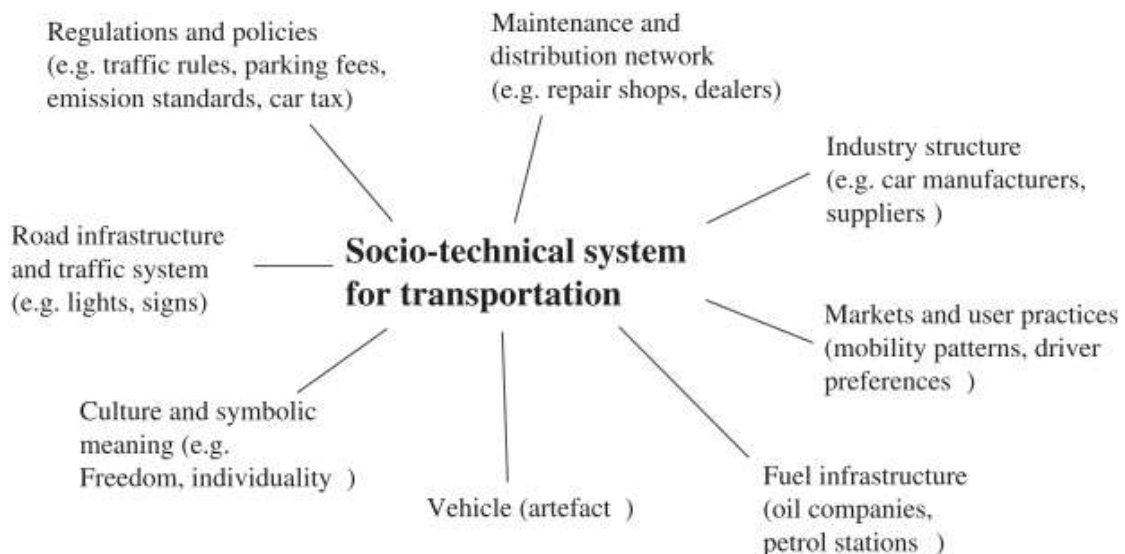 Regulations and policies
(e.g. traffic rules, parking fees,
emission standards, car tax)
Maintenance and
distribution network
(e.g. repair shops, dealers)
Industry structure
(e.g. car manufacturers,
suppliers )
Road infrastructure
and traffic system
(e.g. lights, signs)
Socio-technical system
for transportation
Markets and user practices
(mobility patterns, driver
preferences )
Culture and symbolic
meaning (e.g.
Freedom, individuality )
Vehicle (artefact )
Fuel infrastructure
(oil companies,
petrol stations )